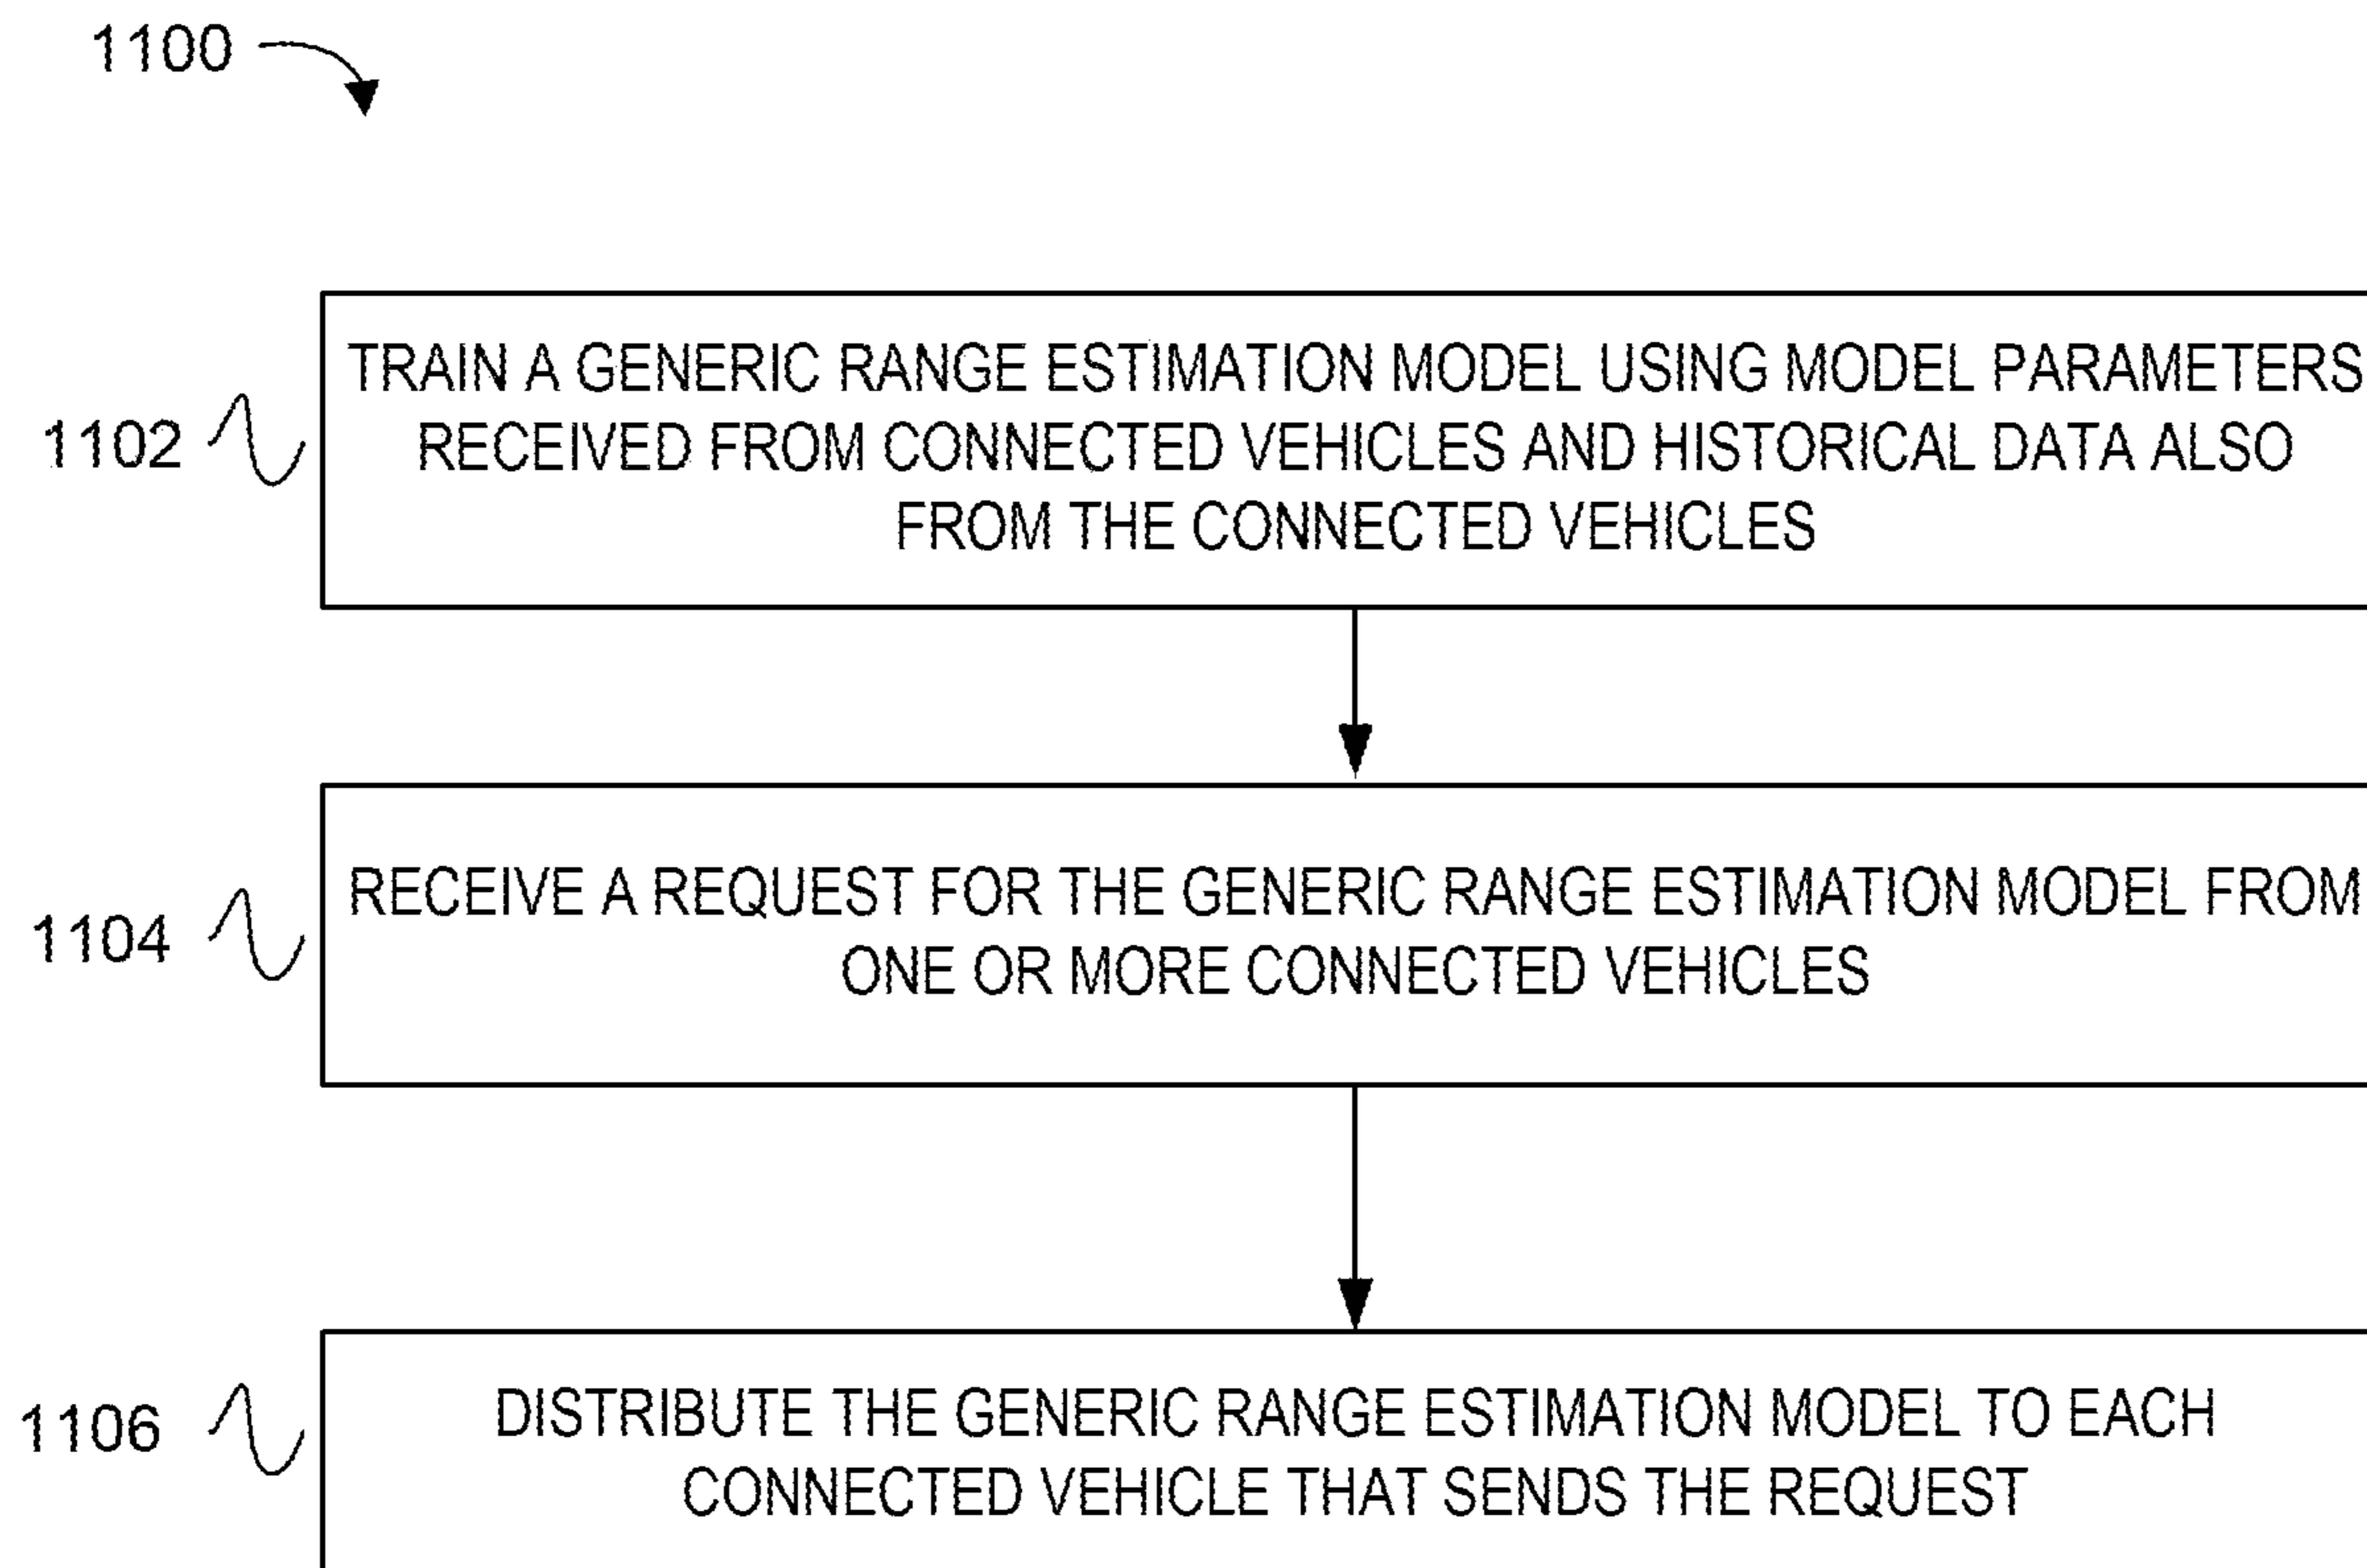 1100
1102
TRAIN A GENERIC RANGE ESTIMATION MODEL USING MODEL PARAMETERS
RECEIVED FROM CONNECTED VEHICLES AND HISTORICAL DATA ALSO
FROM THE CONNECTED VEHICLES
1104
RECEIVE A REQUEST FOR THE GENERIC RANGE ESTIMATION MODEL FROM
ONE OR MORE CONNECTED VEHICLES
1106
DISTRIBUTE THE GENERIC RANGE ESTIMATION MODEL TO EACH
CONNECTED VEHICLE THAT SENDS THE REQUEST